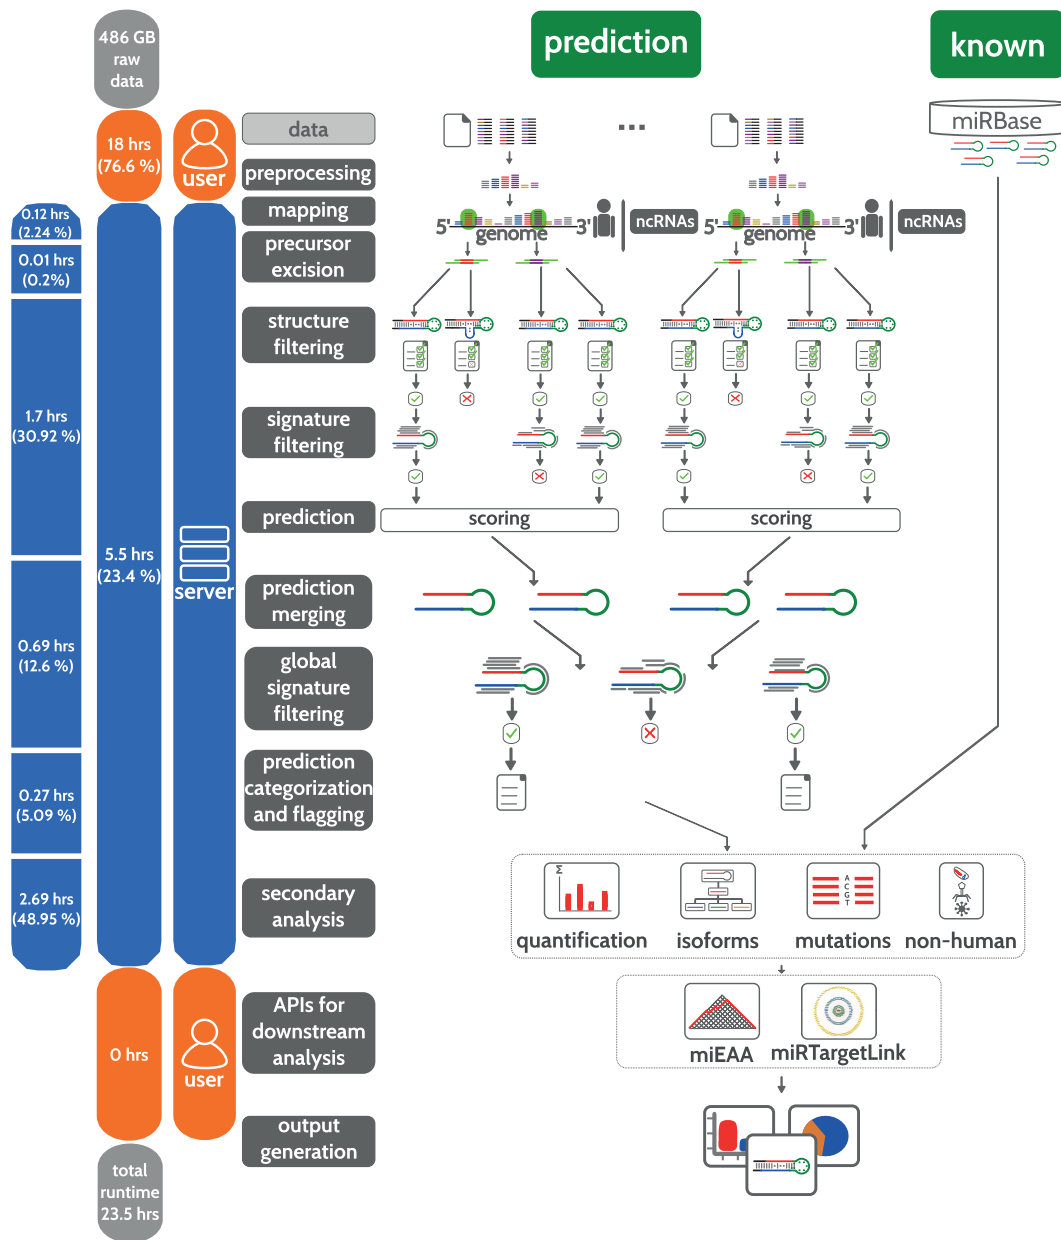 486 GB
raw
data
prediction
known
18 hrs
(76.6 %)
user
data
...
miRBase
preprocessing
0.12 hrs
(2.24 %)
mapping
5'
genome
3'
ncRNAs
5'
genome
3'
ncRNAs
0.01 hrs
(0.2%)
precursor
excision
structure
filtering
1.7 hrs
(30.92 %)
signature
filtering
prediction
scoring
scoring
5.5 hrs
(23.4 %)
server
prediction
merging
0.69 hrs
(12.6 %)
global
signature
filtering
0.27 hrs
(5.09 %)
prediction
categorization
and flagging
2.69 hrs
(48.95 %)
secondary
analysis
Σ
A
C
G
T
quantification
isoforms
mutations
non-human
0 hrs
user
APIs for
downstream
analysis
miEAA
miRTargetLink
output
generation
total
runtime
23.5 hrs